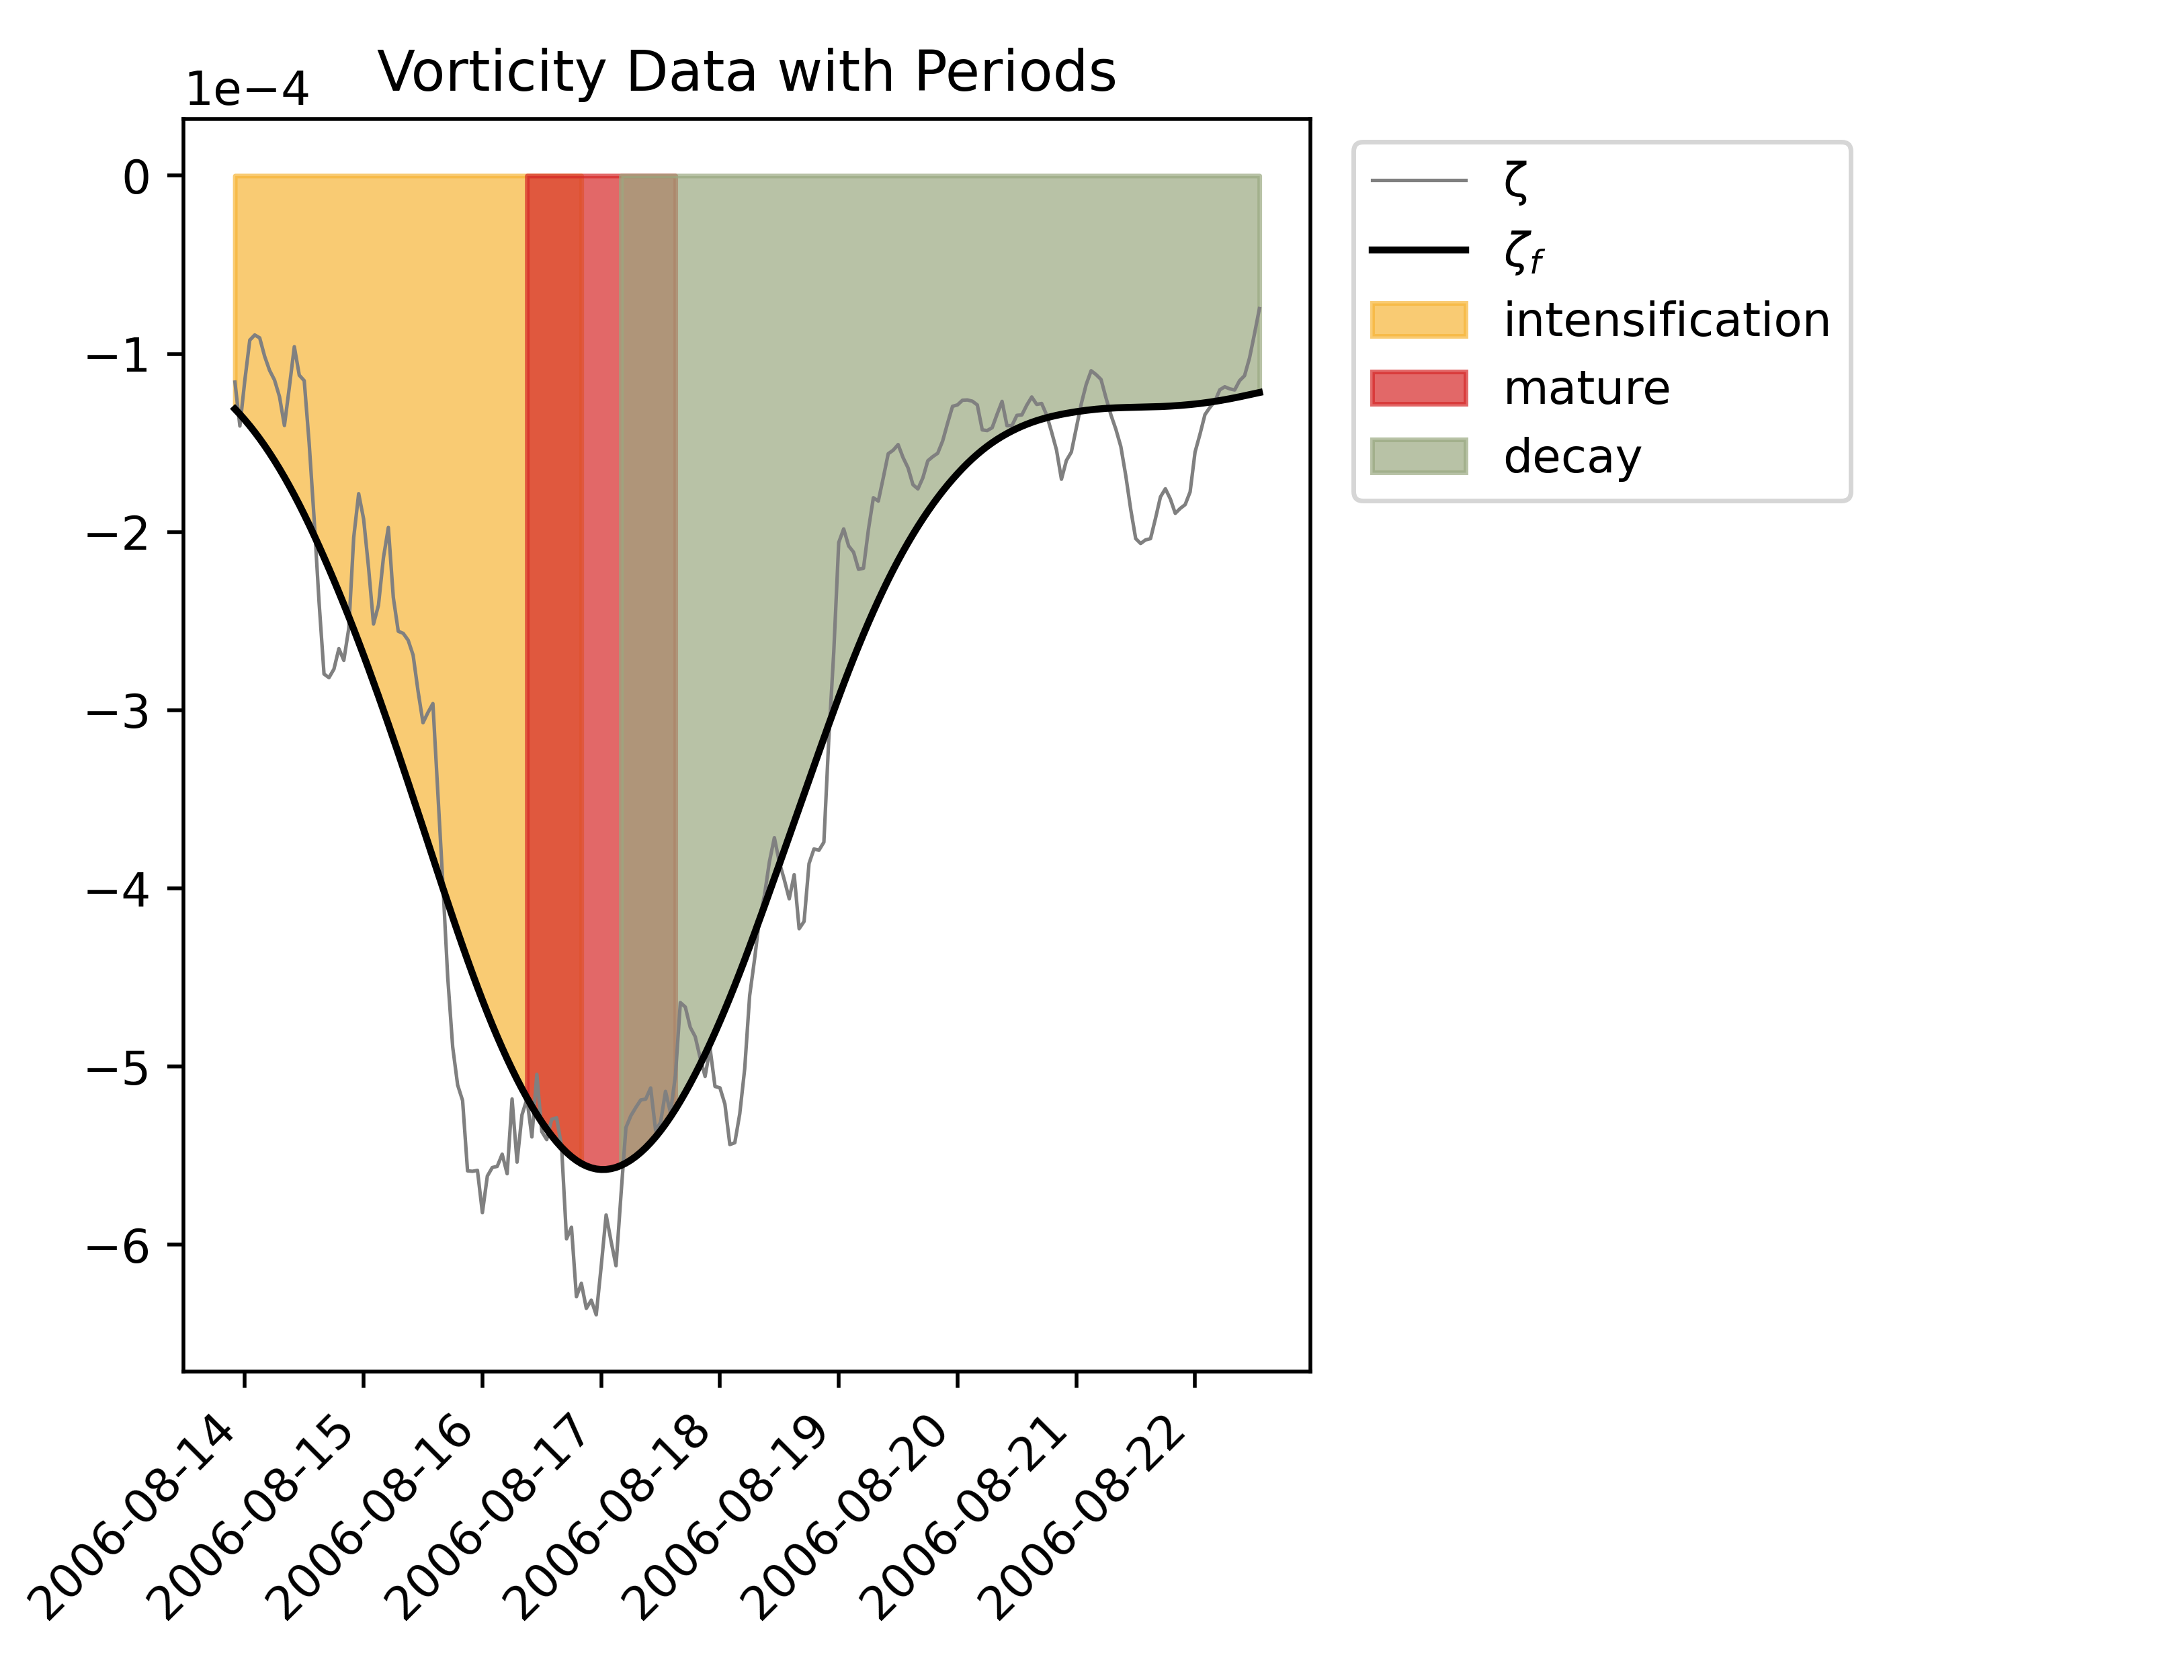 Vorticity Data with Periods
1e−4
0
−1
−2
−3
−4
−5
−6
2006-08-14
2006-08-15
2006-08-16
2006-08-17
2006-08-18
2006-08-19
2006-08-20
2006-08-21
2006-08-22
ζ
ζf
intensification
mature
decay